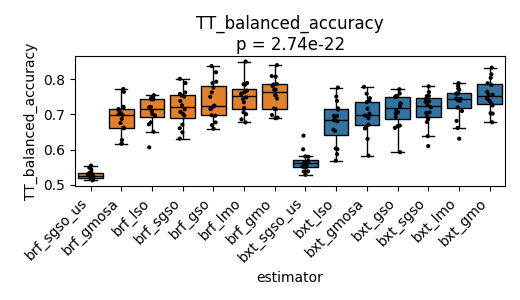 TT_balanced_accuracy
p = 2.74e-22
TT_balanced_accuracy
0.8
0.7
0.6
0.5
brf_sgso_us
brf_gmosa
brf_lso
brf_sgso
brf_gso
brf_lmo
brf_gmo
bxt_sgso_us
bxt_lso
bxt_gmosa
bxt_gso
bxt_sgso
bxt_lmo
bxt_gmo
estimator